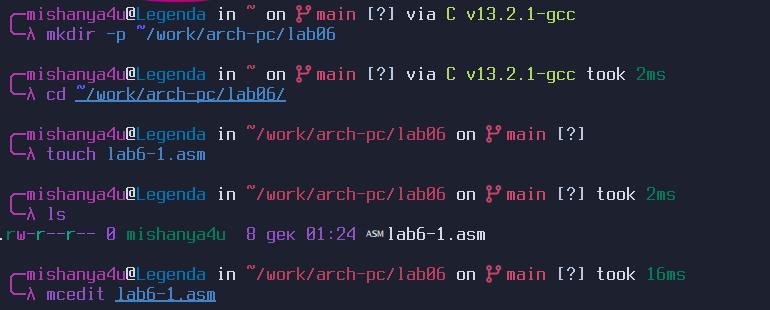 ╭─mishanya4u@Legenda in ~ on main [?] via C v13.2.1-gcc
╰─λ mkdir -p ~/work/arch-pc/lab06
╭─mishanya4u@Legenda in ~ on main [?] via C v13.2.1-gcc took 2ms
╰─λ cd ~/work/arch-pc/lab06/
╭─mishanya4u@Legenda in ~/work/arch-pc/lab06 on main [?]
╰─λ touch lab6-1.asm
╭─mishanya4u@Legenda in ~/work/arch-pc/lab06 on main [?] took 2ms
╰─λ ls
.rw-r--r-- 0 mishanya4u 8 дек 01:24 ASM lab6-1.asm
╭─mishanya4u@Legenda in ~/work/arch-pc/lab06 on main [?] took 16ms
╰─λ mcedit lab6-1.asm